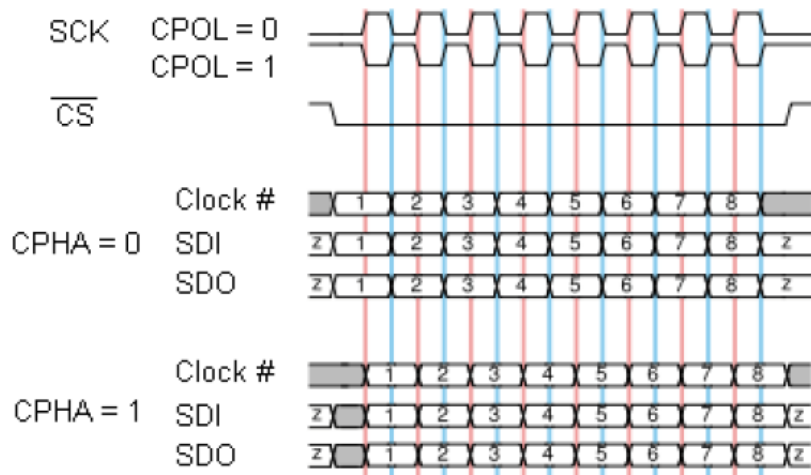 SCK CPOL = 0
CPOL = 1
CS
Clock # 1 2 3 4 5 6 7 8
CPHA = 0 SDI z 1 2 3 4 5 6 7 8 z
SDO z 1 2 3 4 5 6 7 8 z
Clock # 1 2 3 4 5 6 7 8
CPHA = 1 SDI z 1 2 3 4 5 6 7 8 z
SDO z 1 2 3 4 5 6 7 8 z